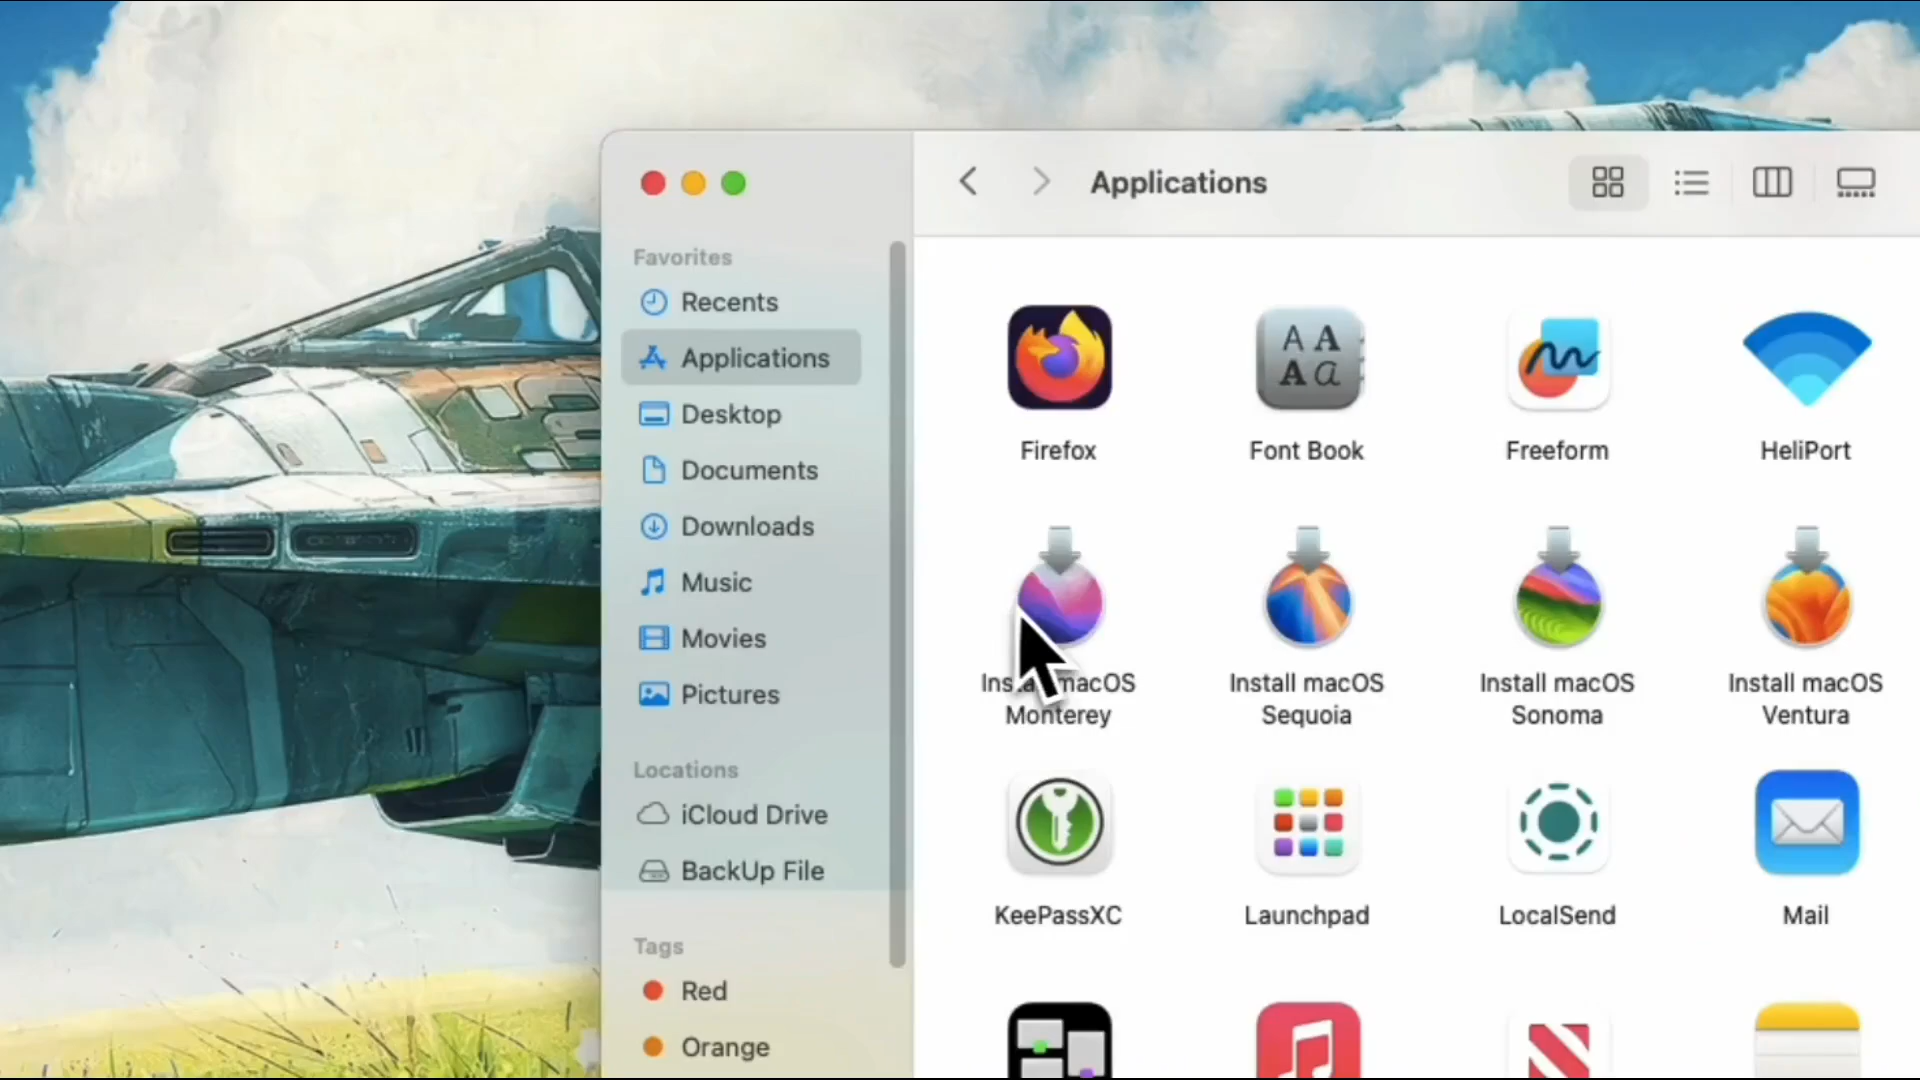 Applications
Favorites
Recents
Applications
Desktop
Documents
Downloads
Music
Movies
Pictures
Locations
iCloud Drive
BackUp File
Tags
Red
Orange
Firefox
Font Book
Freeform
HeliPort
Install macOS
Monterey
Install macOS
Sequoia
Install macOS
Sonoma
Install macOS
Ventura
KeePassXC
Launchpad
LocalSend
Mail